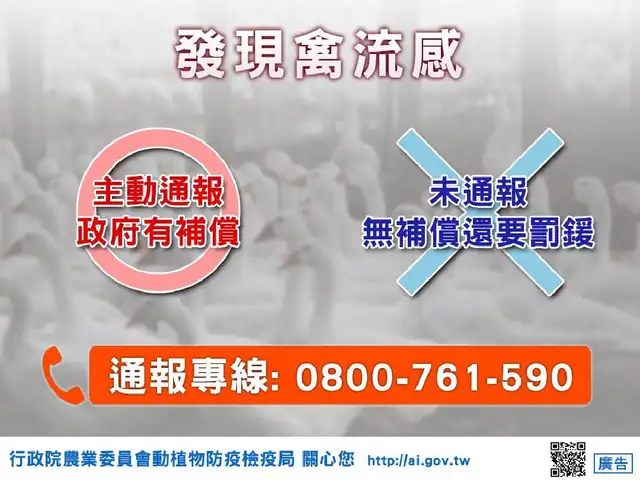 發現禽流感
主動通報
政府有補償
未通報
無補償還要罰鍰
通報專線: 0800-761-590
行政院農業委員會動植物防疫檢疫局 關心您 http://ai.gov.tw
廣告